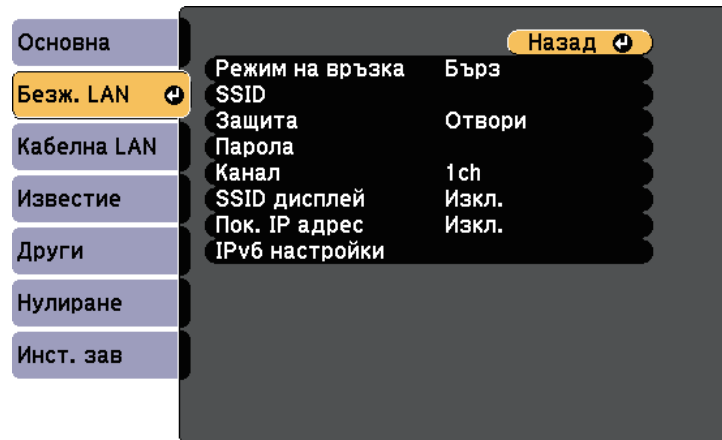 Основна
Безж. LAN
Кабелна LAN
Известие
Други
Нулиране
Инст. зав
Назад
Режим на връзка Бърз
SSID
Защита Отвори
Парола
Канал 1ch
SSID дисплей Изкл.
Пок. IP адрес Изкл.
IPv6 настройки